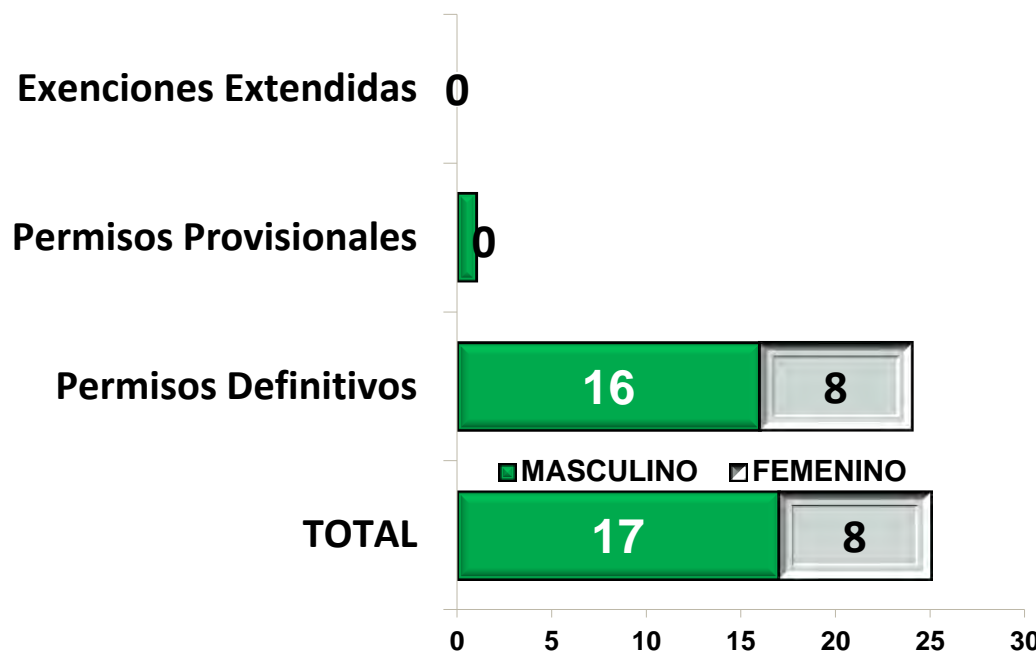 Exenciones Extendidas 0
Permisos Provisionales 0
Permisos Definitivos 16 8
MASCULINO FEMENINO
TOTAL 17 8
0 5 10 15 20 25 30